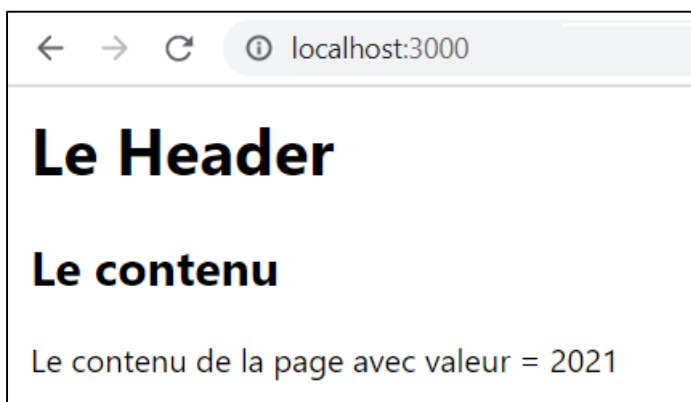 localhost:3000
Le Header
Le contenu
Le contenu de la page avec valeur = 2021